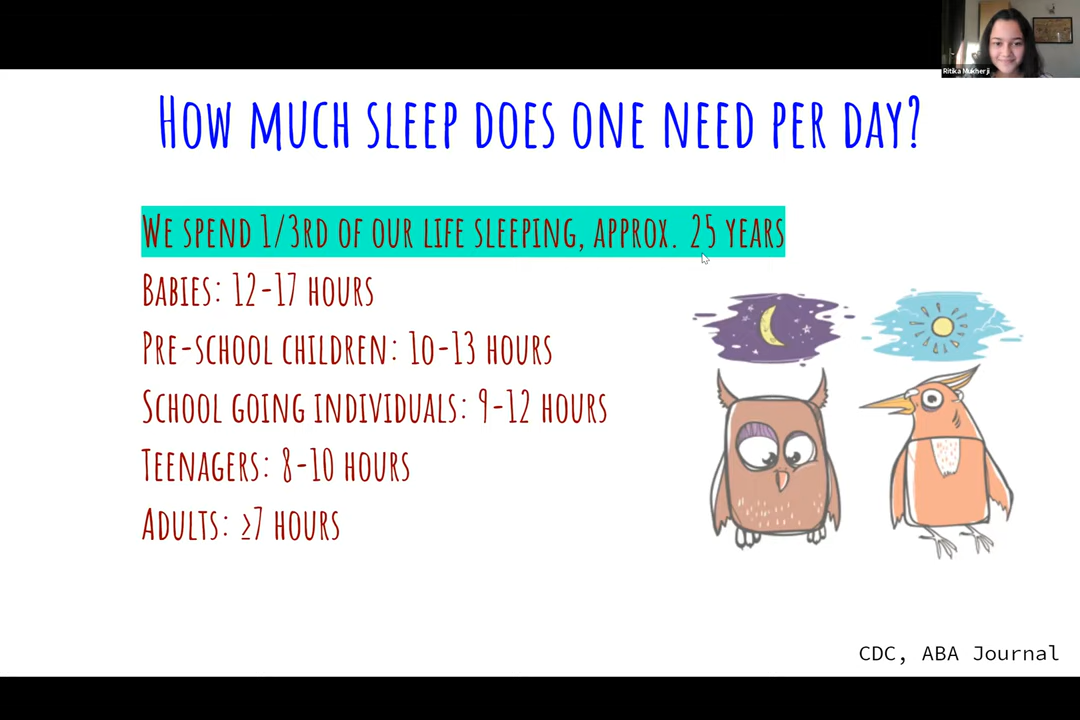 Ritika Mukherji
How much sleep does one need per day?
We spend 1/3rd of our life sleeping, approx. 25 years
Babies: 12-17 hours
Pre-school children: 10-13 hours
School going individuals: 9-12 hours
Teenagers: 8-10 hours
Adults: ≥7 hours
CDC, ABA Journal